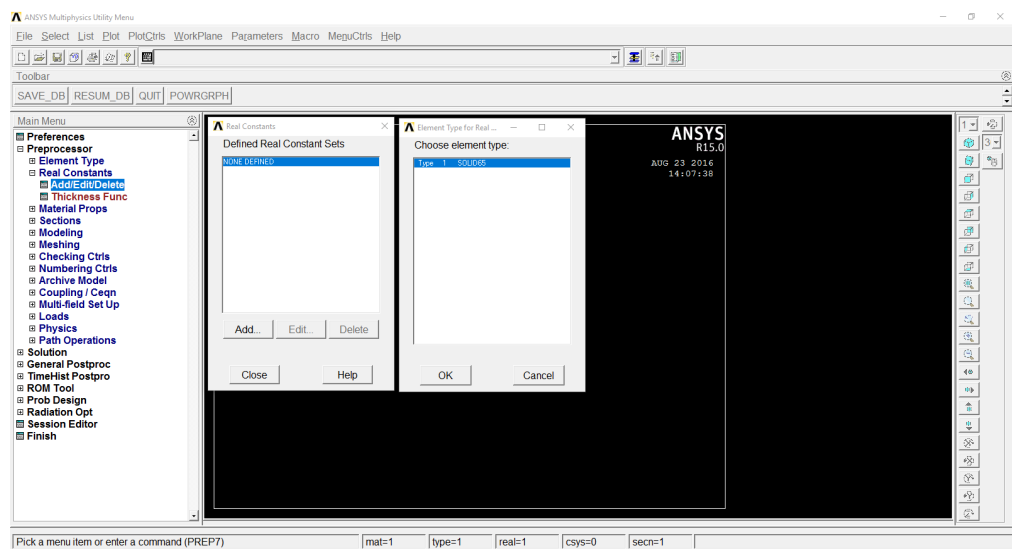 ANSYS Multiphysics Utility Menu
File Select List Plot PlotCtrls WorkPlane Parameters Macro MenuCtrls Help
Toolbar
SAVE_DB RESUM_DB QUIT POWRGRPH
Main Menu
Preferences
Preprocessor
Element Type
Real Constants
Add/Edit/Delete
Thickness Func
Material Props
Sections
Modeling
Meshing
Checking Ctrls
Numbering Ctrls
Archive Model
Coupling / Ceqn
Multi-field Set Up
Loads
Physics
Path Operations
Solution
General Postproc
TimeHist Postpro
ROM Tool
Prob Design
Radiation Opt
Session Editor
Finish
Real Constants
Defined Real Constant Sets
NONE DEFINED
Add... Edit... Delete
Close Help
Element Type for Real ...
Choose element type:
Type 1 SOLID65
OK Cancel
ANSYS
R15.0
AUG 23 2016
14:07:38
1
3
Pick a menu item or enter a command (PREP7) mat=1 type=1 real=1 csys=0 secn=1